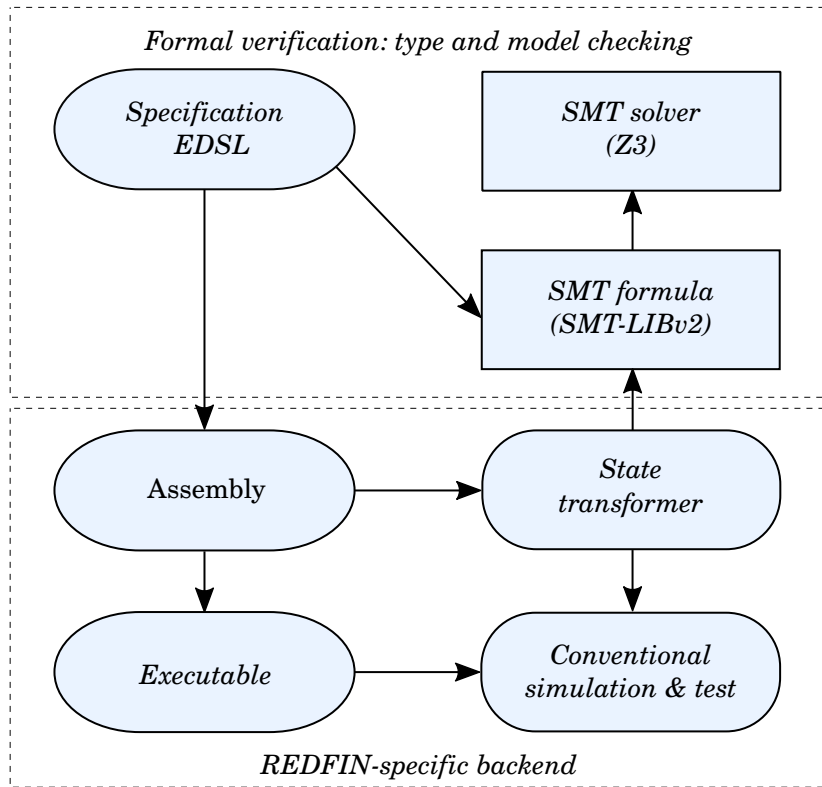 Formal verification: type and model checking
Specification
EDSL
SMT solver
(Z3)
SMT formula
(SMT-LIBv2)
Assembly
State
transformer
Executable
Conventional
simulation & test
REDFIN-specific backend